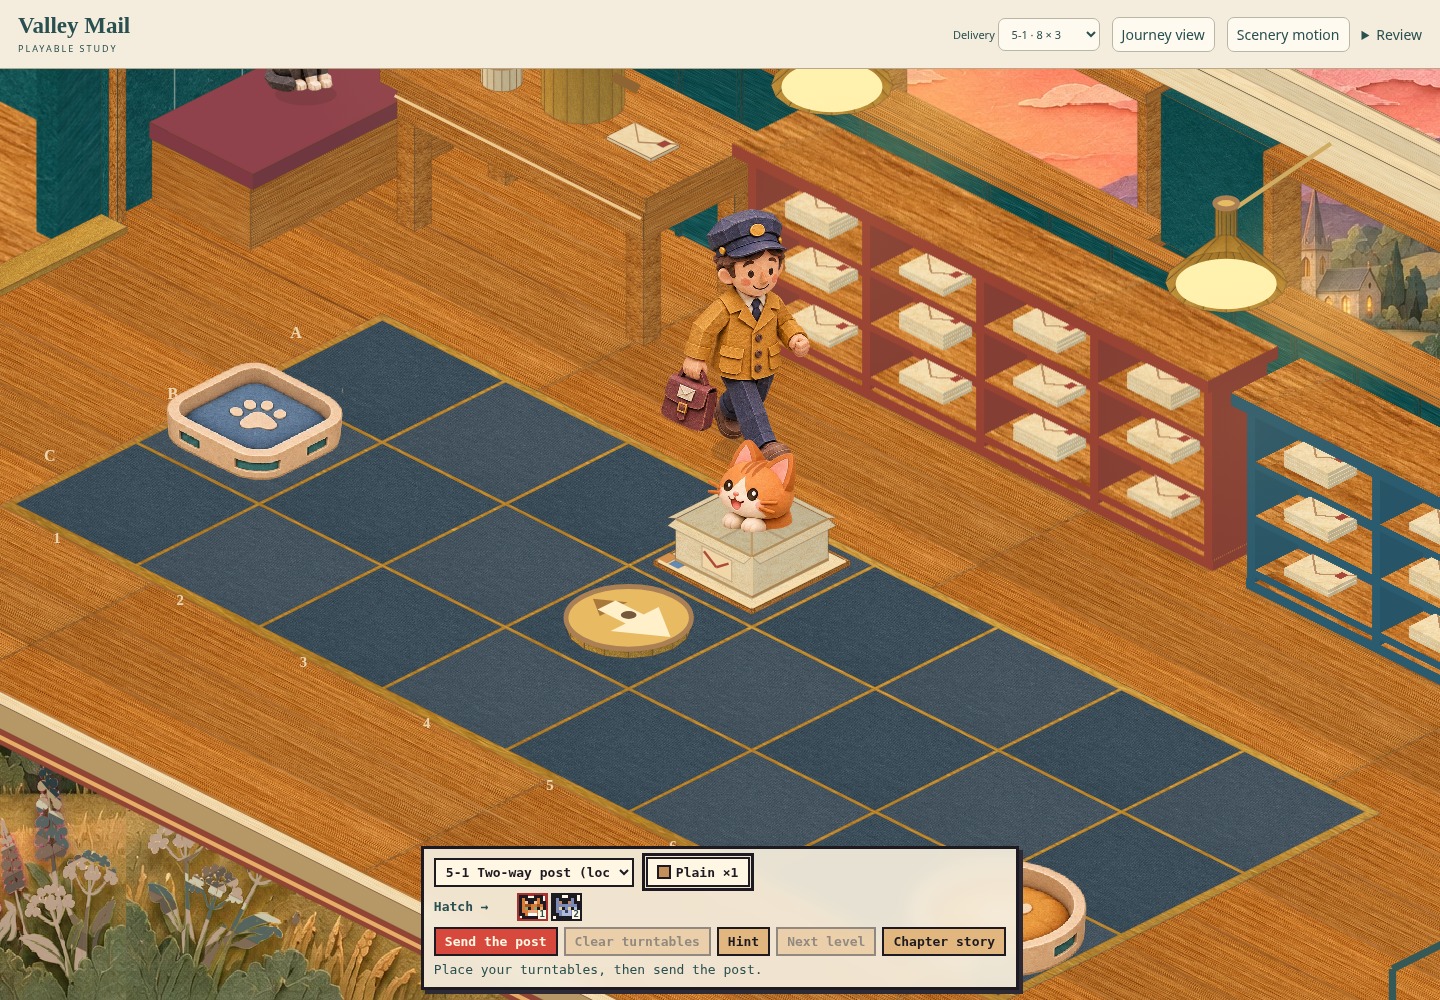 Valley Mail
PLAYABLE STUDY
Delivery 5-1 · 8 × 3 Journey view Scenery motion ▶ Review
A
B
C
1
2
3
4
5
5-1 Two-way post (loc Plain ×1
Hatch → 1 2
Send the post Clear turntables Hint Next level Chapter story
Place your turntables, then send the post.